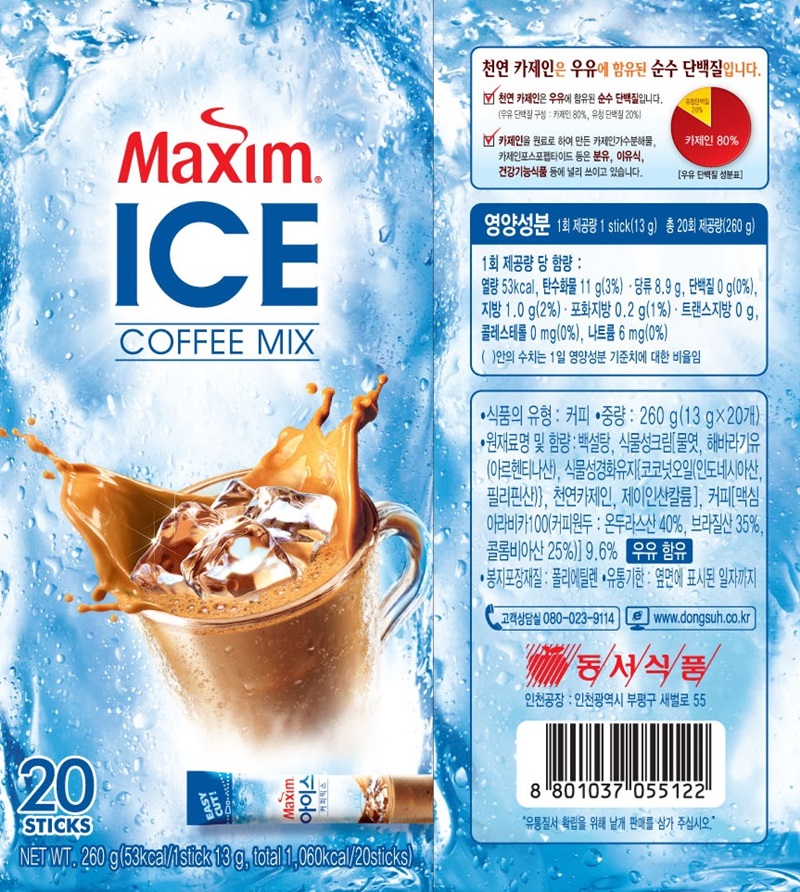 Maxim®
ICE
COFFEE MIX
EASY CUT!
Maxim
아이스
커피믹스
20
STICKS
NET WT. 260 g(53kcal/1stick 13 g, total 1,060kcal/20sticks)
천연 카제인은 우유에 함유된 순수 단백질입니다.
천연 카제인은 우유에 함유된 순수 단백질입니다.
(우유 단백질 구성 : 카제인 80%, 유청 단백질 20%)
카제인을 원료로 하여 만든 카제인가수분해물,
카제인포스포펩타이드 등은 분유, 이유식,
건강기능식품 등에 널리 쓰이고 있습니다.
유청단백질
20%
카제인 80%
[우유 단백질 성분표]
영양성분 1회 제공량 1 stick(13 g) 총 20회 제공량(260 g)
1회 제공량 당 함량 :
열량 53kcal, 탄수화물 11 g(3%) · 당류 8.9 g, 단백질 0 g(0%),
지방 1.0 g(2%) · 포화지방 0.2 g(1%) · 트랜스지방 0 g,
콜레스테롤 0 mg(0%), 나트륨 6 mg(0%)
( )안의 수치는 1일 영양성분 기준치에 대한 비율임
•식품의 유형 : 커피 •중량 : 260 g(13 g×20개)
•원재료명 및 함량 : 백설탕, 식물성크림[물엿, 해바라기유
(아르헨티나산), 식물성경화유지{코코넛오일(인도네시아산,
필리핀산)}, 천연카제인, 제이인산칼륨], 커피[맥심
아라비카100(커피원두 : 온두라스산 40%, 브라질산 35%,
콜롬비아산 25%)] 9.6% 우유 함유
•봉지포장재질 : 폴리에틸렌 •유통기한 : 옆면에 표시된 일자까지
고객상담실 080-023-9114 e www.dongsuh.co.kr
동서식품
인천공장 : 인천광역시 부평구 새벌로 55
8 801037 055122
"유통질서 확립을 위해 낱개 판매를 삼가 주십시오."